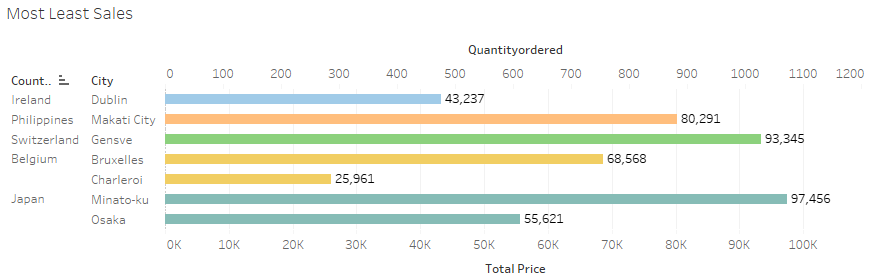 Most Least Sales
Quantityordered
0 100 200 300 400 500 600 700 800 900 1000 1100 1200
Count.. City
Ireland Dublin 43,237
Philippines Makati City 80,291
Switzerland Gensve 93,345
Belgium Bruxelles 68,568
Charleroi 25,961
Japan Minato-ku 97,456
Osaka 55,621
0K 10K 20K 30K 40K 50K 60K 70K 80K 90K 100K
Total Price